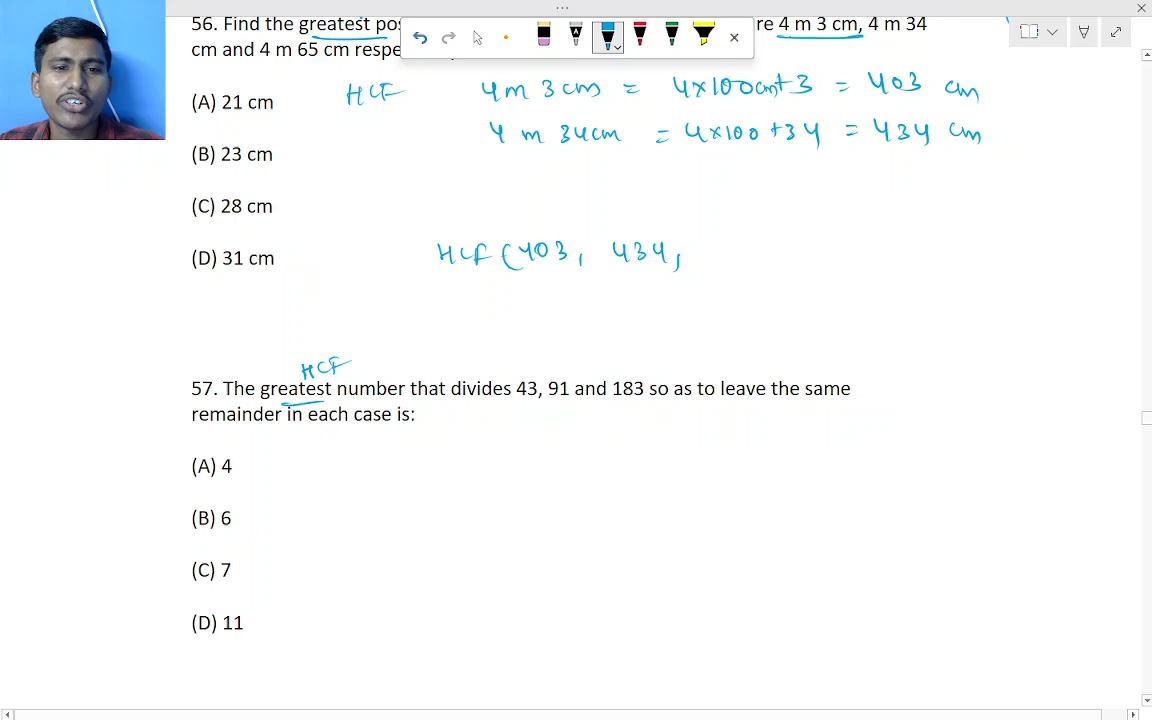 56. Find the greatest pos re 4 m 3 cm, 4 m 34
cm and 4 m 65 cm respe
HCF 4m 3cm = 4×100cm+3 = 403 cm
(A) 21 cm
4 m 34cm = 4×100 +34 = 434 cm
(B) 23 cm
(C) 28 cm
(D) 31 cm HCF (403, 434,
HCF
57. The greatest number that divides 43, 91 and 183 so as to leave the same
remainder in each case is:
(A) 4
(B) 6
(C) 7
(D) 11